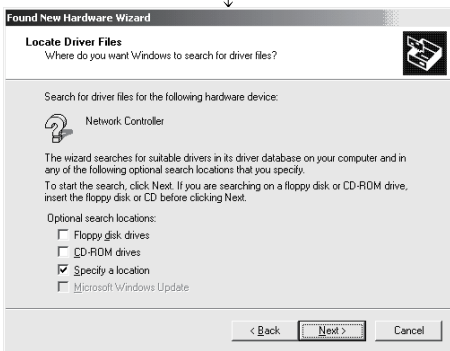 Found New Hardware Wizard
Locate Driver Files
Where do you want Windows to search for driver files?
Search for driver files for the following hardware device:
Network Controller
The wizard searches for suitable drivers in its driver database on your computer and in
any of the following optional search locations that you specify.
To start the search, click Next. If you are searching on a floppy disk or CD-ROM drive,
insert the floppy disk or CD before clicking Next.
Optional search locations:
Floppy disk drives
CD-ROM drives
Specify a location
Microsoft Windows Update
< Back Next > Cancel